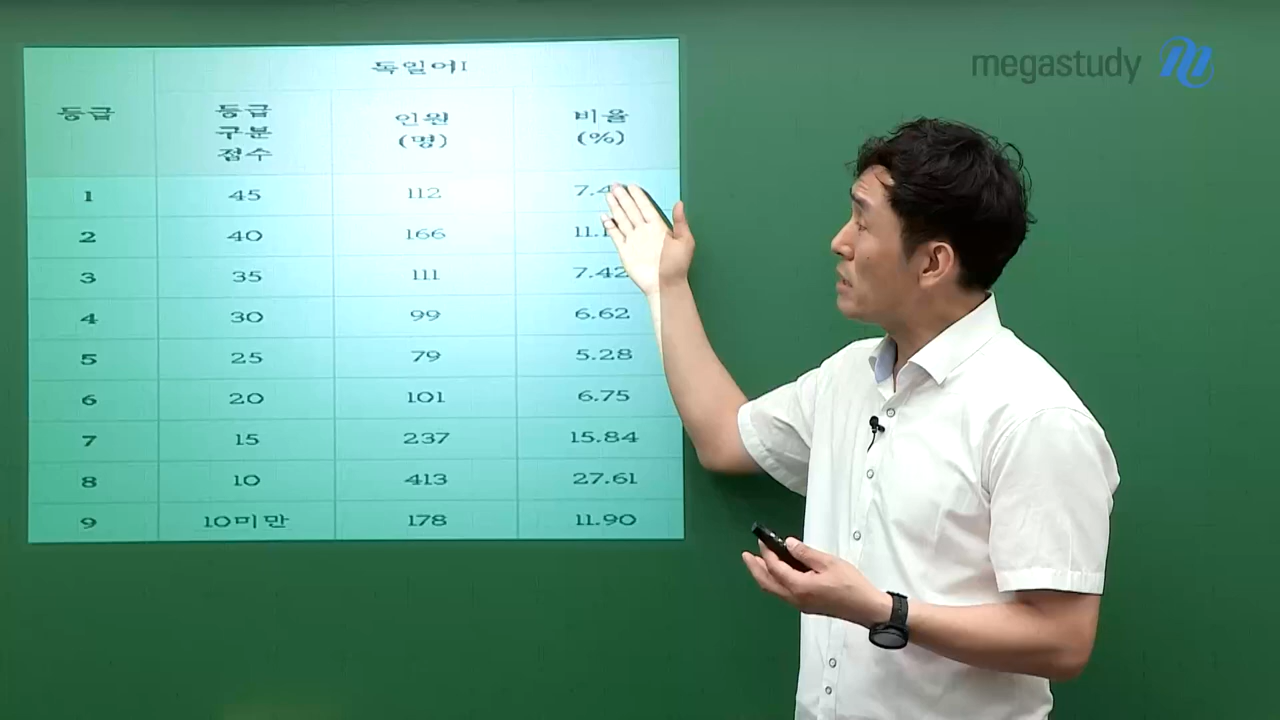 megastudy
독일어I
등급 등급 구분 점수 인원 (명) 비율 (%)
1 45 112
2 40 166
3 35 111 7.42
4 30 99 6.62
5 25 79 5.28
6 20 101 6.75
7 15 237 15.84
8 10 413 27.61
9 10미만 178 11.90